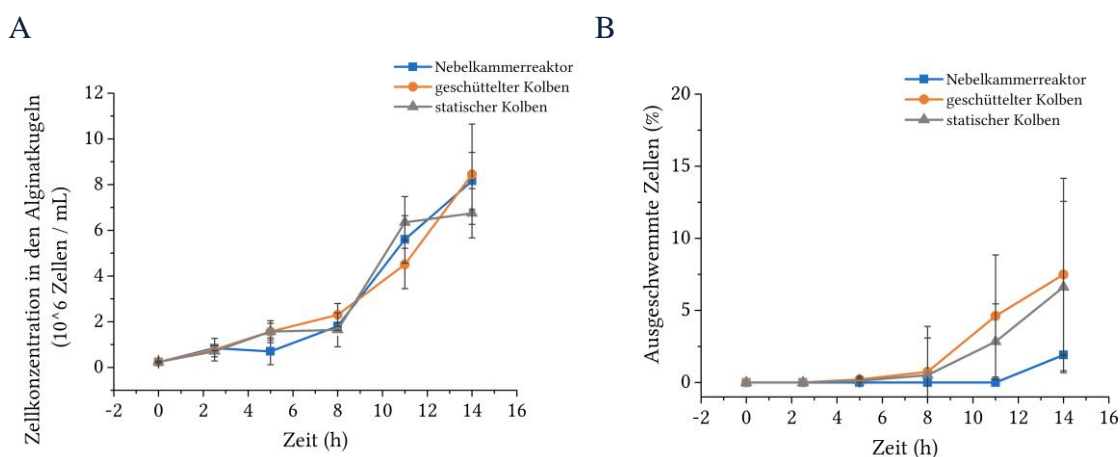 A
Nebelkammerreaktor
geschüttelter Kolben
statischer Kolben
Zellkonzentration in den Alginatkugeln
(10^6 Zellen / mL)
12
10
8
6
4
2
0
-2 0 2 4 6 8 10 12 14 16
Zeit (h)
B
Nebelkammerreaktor
geschüttelter Kolben
statischer Kolben
Ausgeschwemmte Zellen (%)
20
15
10
5
0
-2 0 2 4 6 8 10 12 14 16
Zeit (h)